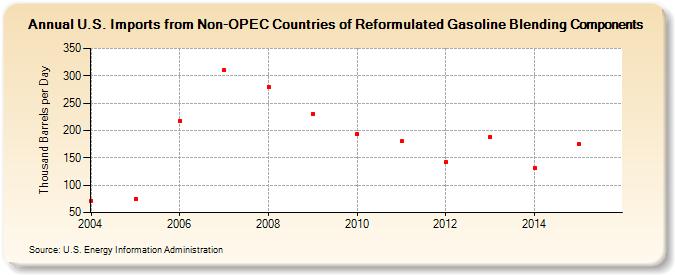 Annual U.S. Imports from Non-OPEC Countries of Reformulated Gasoline Blending Components
Thousand Barrels per Day
350
300
250
200
150
100
50
2004 2006 2008 2010 2012 2014
Source: U.S. Energy Information Administration